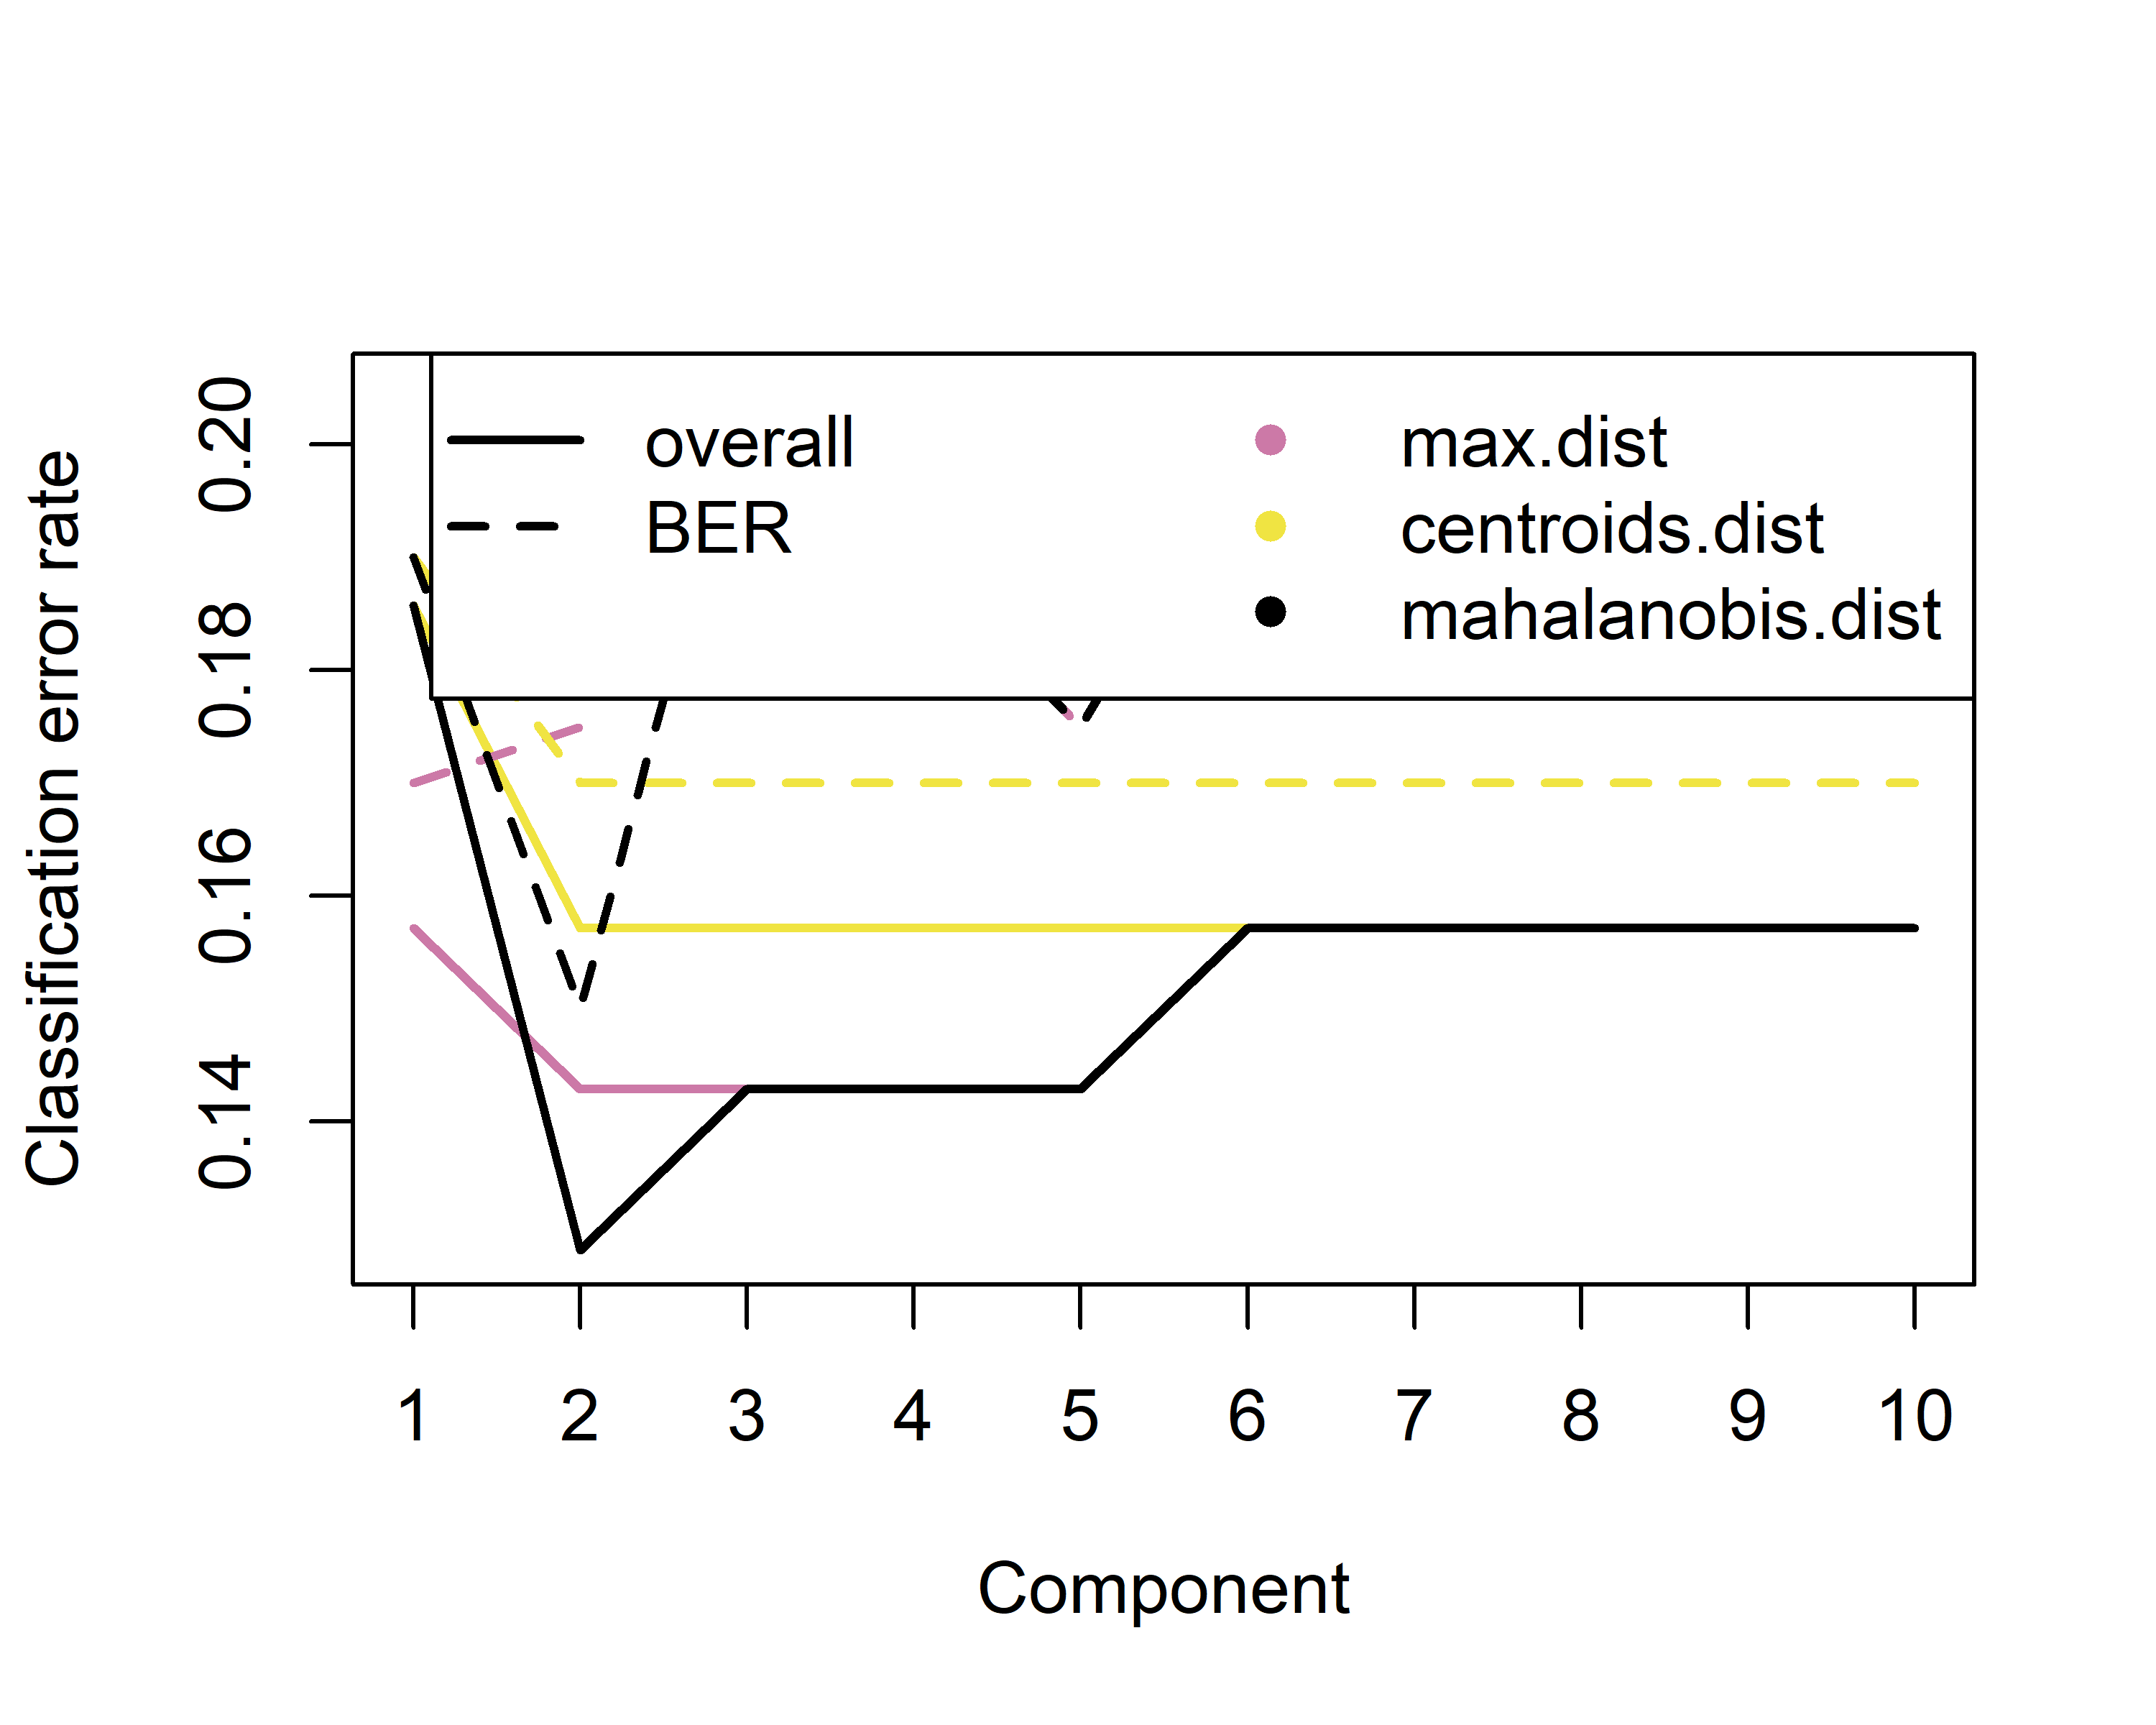 Classification error rate
0.20
0.18
0.16
0.14
overall
BER
max.dist
centroids.dist
mahalanobis.dist
1 2 3 4 5 6 7 8 9 10
Component